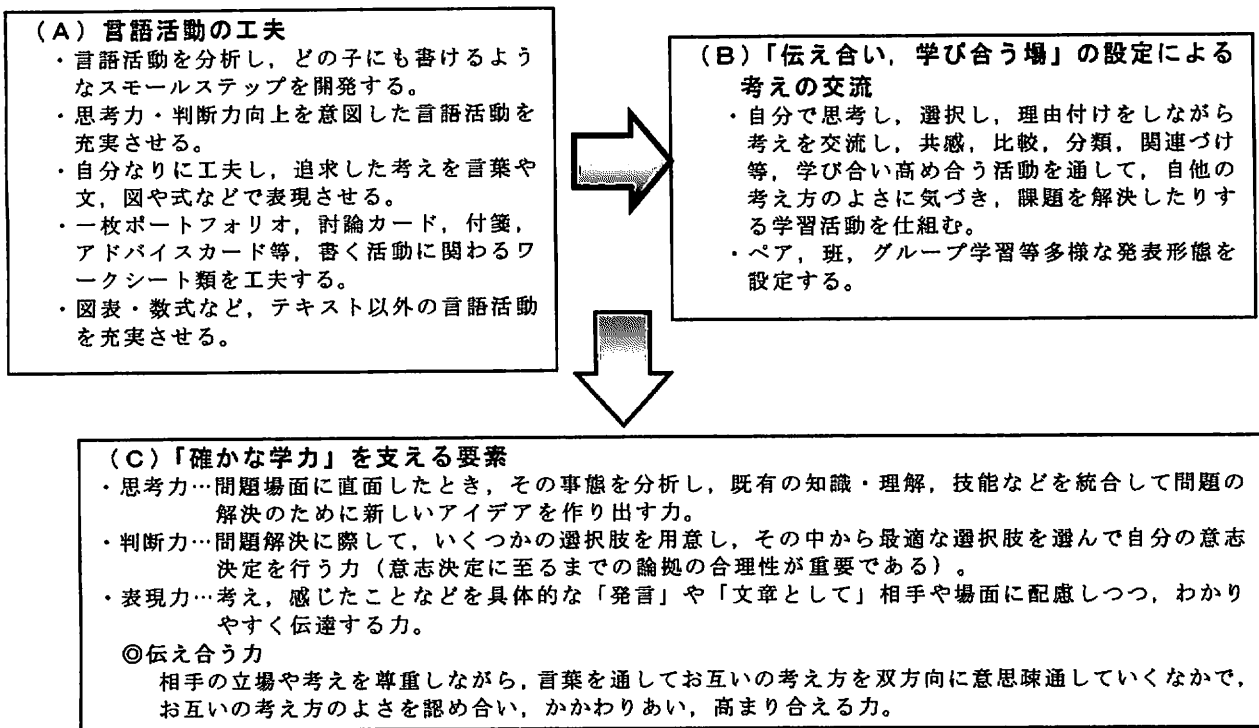 （A）言語活動の工夫
・言語活動を分析し，どの子にも書けるよう
なスモールステップを開発する。
・思考力・判断力向上を意図した言語活動を
充実させる。
・自分なりに工夫し，追求した考えを言葉や
文，図や式などで表現させる。
・一枚ポートフォリオ，討論カード，付箋，
アドバイスカード等，書く活動に関わるワ
ークシート類を工夫する。
・図表・数式など，テキスト以外の言語活動
を充実させる。
（B）「伝え合い，学び合う場」の設定による
考えの交流
・自分で思考し，選択し，理由付けをしながら
考えを交流し，共感，比較，分類，関連づけ
等，学び合い高め合う活動を通して，自他の
考え方のよさに気づき，課題を解決したりす
る学習活動を仕組む。
・ペア，班，グループ学習等多様な発表形態を
設定する。
（C）「確かな学力」を支える要素
・思考力…問題場面に直面したとき，その事態を分析し，既有の知識・理解，技能などを統合して問題の
解決のために新しいアイデアを作り出す力。
・判断力…問題解決に際して，いくつかの選択肢を用意し，その中から最適な選択肢を選んで自分の意志
決定を行う力（意志決定に至るまでの論拠の合理性が重要である）。
・表現力…考え，感じたことなどを具体的な「発言」や「文章として」相手や場面に配慮しつつ，わかり
やすく伝達する力。
◎伝え合う力
相手の立場や考えを尊重しながら，言葉を通してお互いの考え方を双方向に意思疎通していくなかで，
お互いの考え方のよさを認め合い，かかわりあい，高まり合える力。